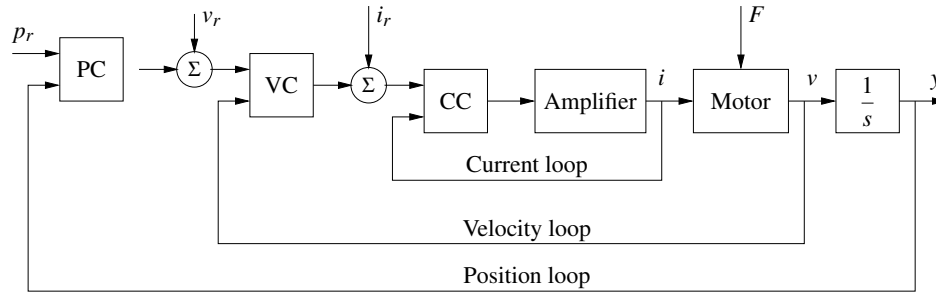 p_r
v_r
i_r
F
PC
Σ
VC
Σ
CC
Amplifier
i
Motor
v
1
s
y
Current loop
Velocity loop
Position loop